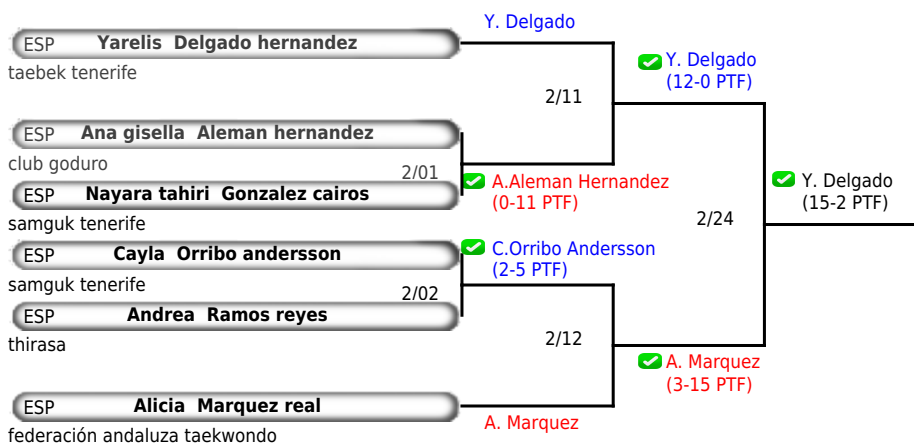 Y. Delgado
ESP Yarelis Delgado hernandez
taebek tenerife
Y. Delgado
(12-0 PTF)
2/11
ESP Ana gisella Aleman hernandez
club goduro
2/01
A.Aleman Hernandez
(0-11 PTF)
ESP Nayara tahiri Gonzalez cairos
samguk tenerife
Y. Delgado
(15-2 PTF)
2/24
ESP Cayla Orribo andersson
samguk tenerife
C.Orribo Andersson
(2-5 PTF)
2/02
ESP Andrea Ramos reyes
thirasa
2/12
A. Marquez
(3-15 PTF)
ESP Alicia Marquez real
federación andaluza taekwondo
A. Marquez